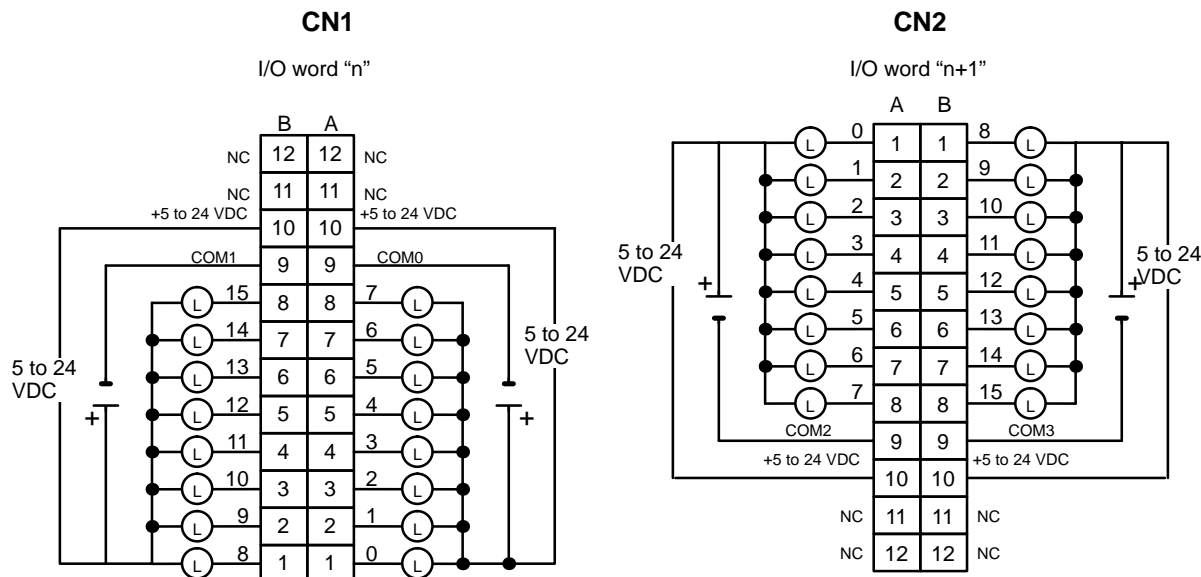 CN1
I/O word “n”
B A
NC 12 12 NC
NC 11 11 NC
+5 to 24 VDC 10 10 +5 to 24 VDC
COM1 9 9 COM0
L 15 8 8 7 L
L 14 7 7 6 L
L 13 6 6 5 L
L 12 5 5 4 L
L 11 4 4 3 L
L 10 3 3 2 L
L 9 2 2 1 L
L 8 1 1 0 L
5 to 24
VDC
+
5 to 24
VDC
+
CN2
I/O word “n+1”
A B
L 0 1 1 8 L
L 1 2 2 9 L
L 2 3 3 10 L
L 3 4 4 11 L
L 4 5 5 12 L
L 5 6 6 13 L
L 6 7 7 14 L
L 7 8 8 15 L
COM2 9 9 COM3
+5 to 24 VDC 10 10 +5 to 24 VDC
NC 11 11 NC
NC 12 12 NC
5 to 24
VDC
+
5 to 24
VDC
+